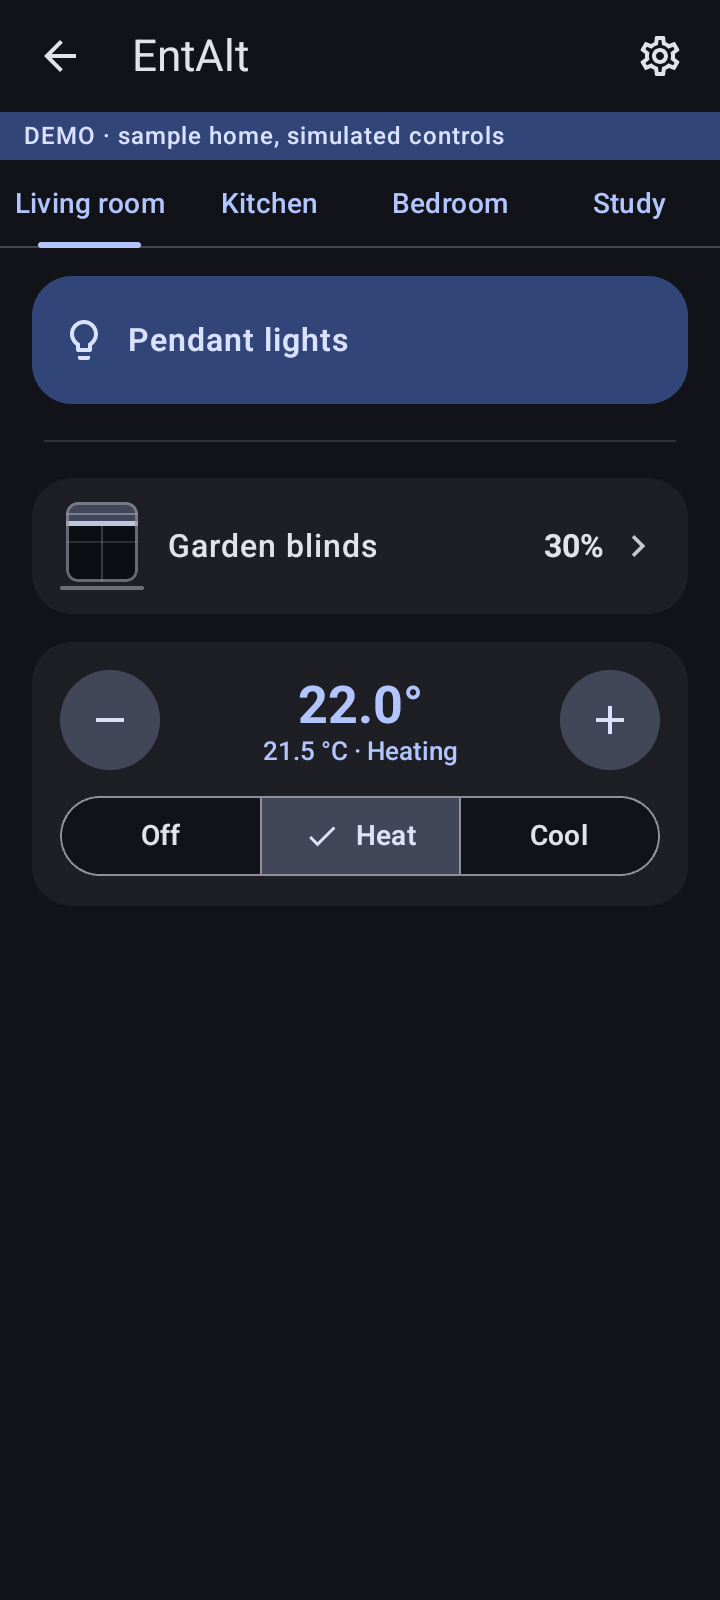 EntAlt
DEMO · sample home, simulated controls
Living room Kitchen Bedroom Study
Pendant lights
Garden blinds 30%
22.0°
21.5 °C · Heating
Off Heat Cool